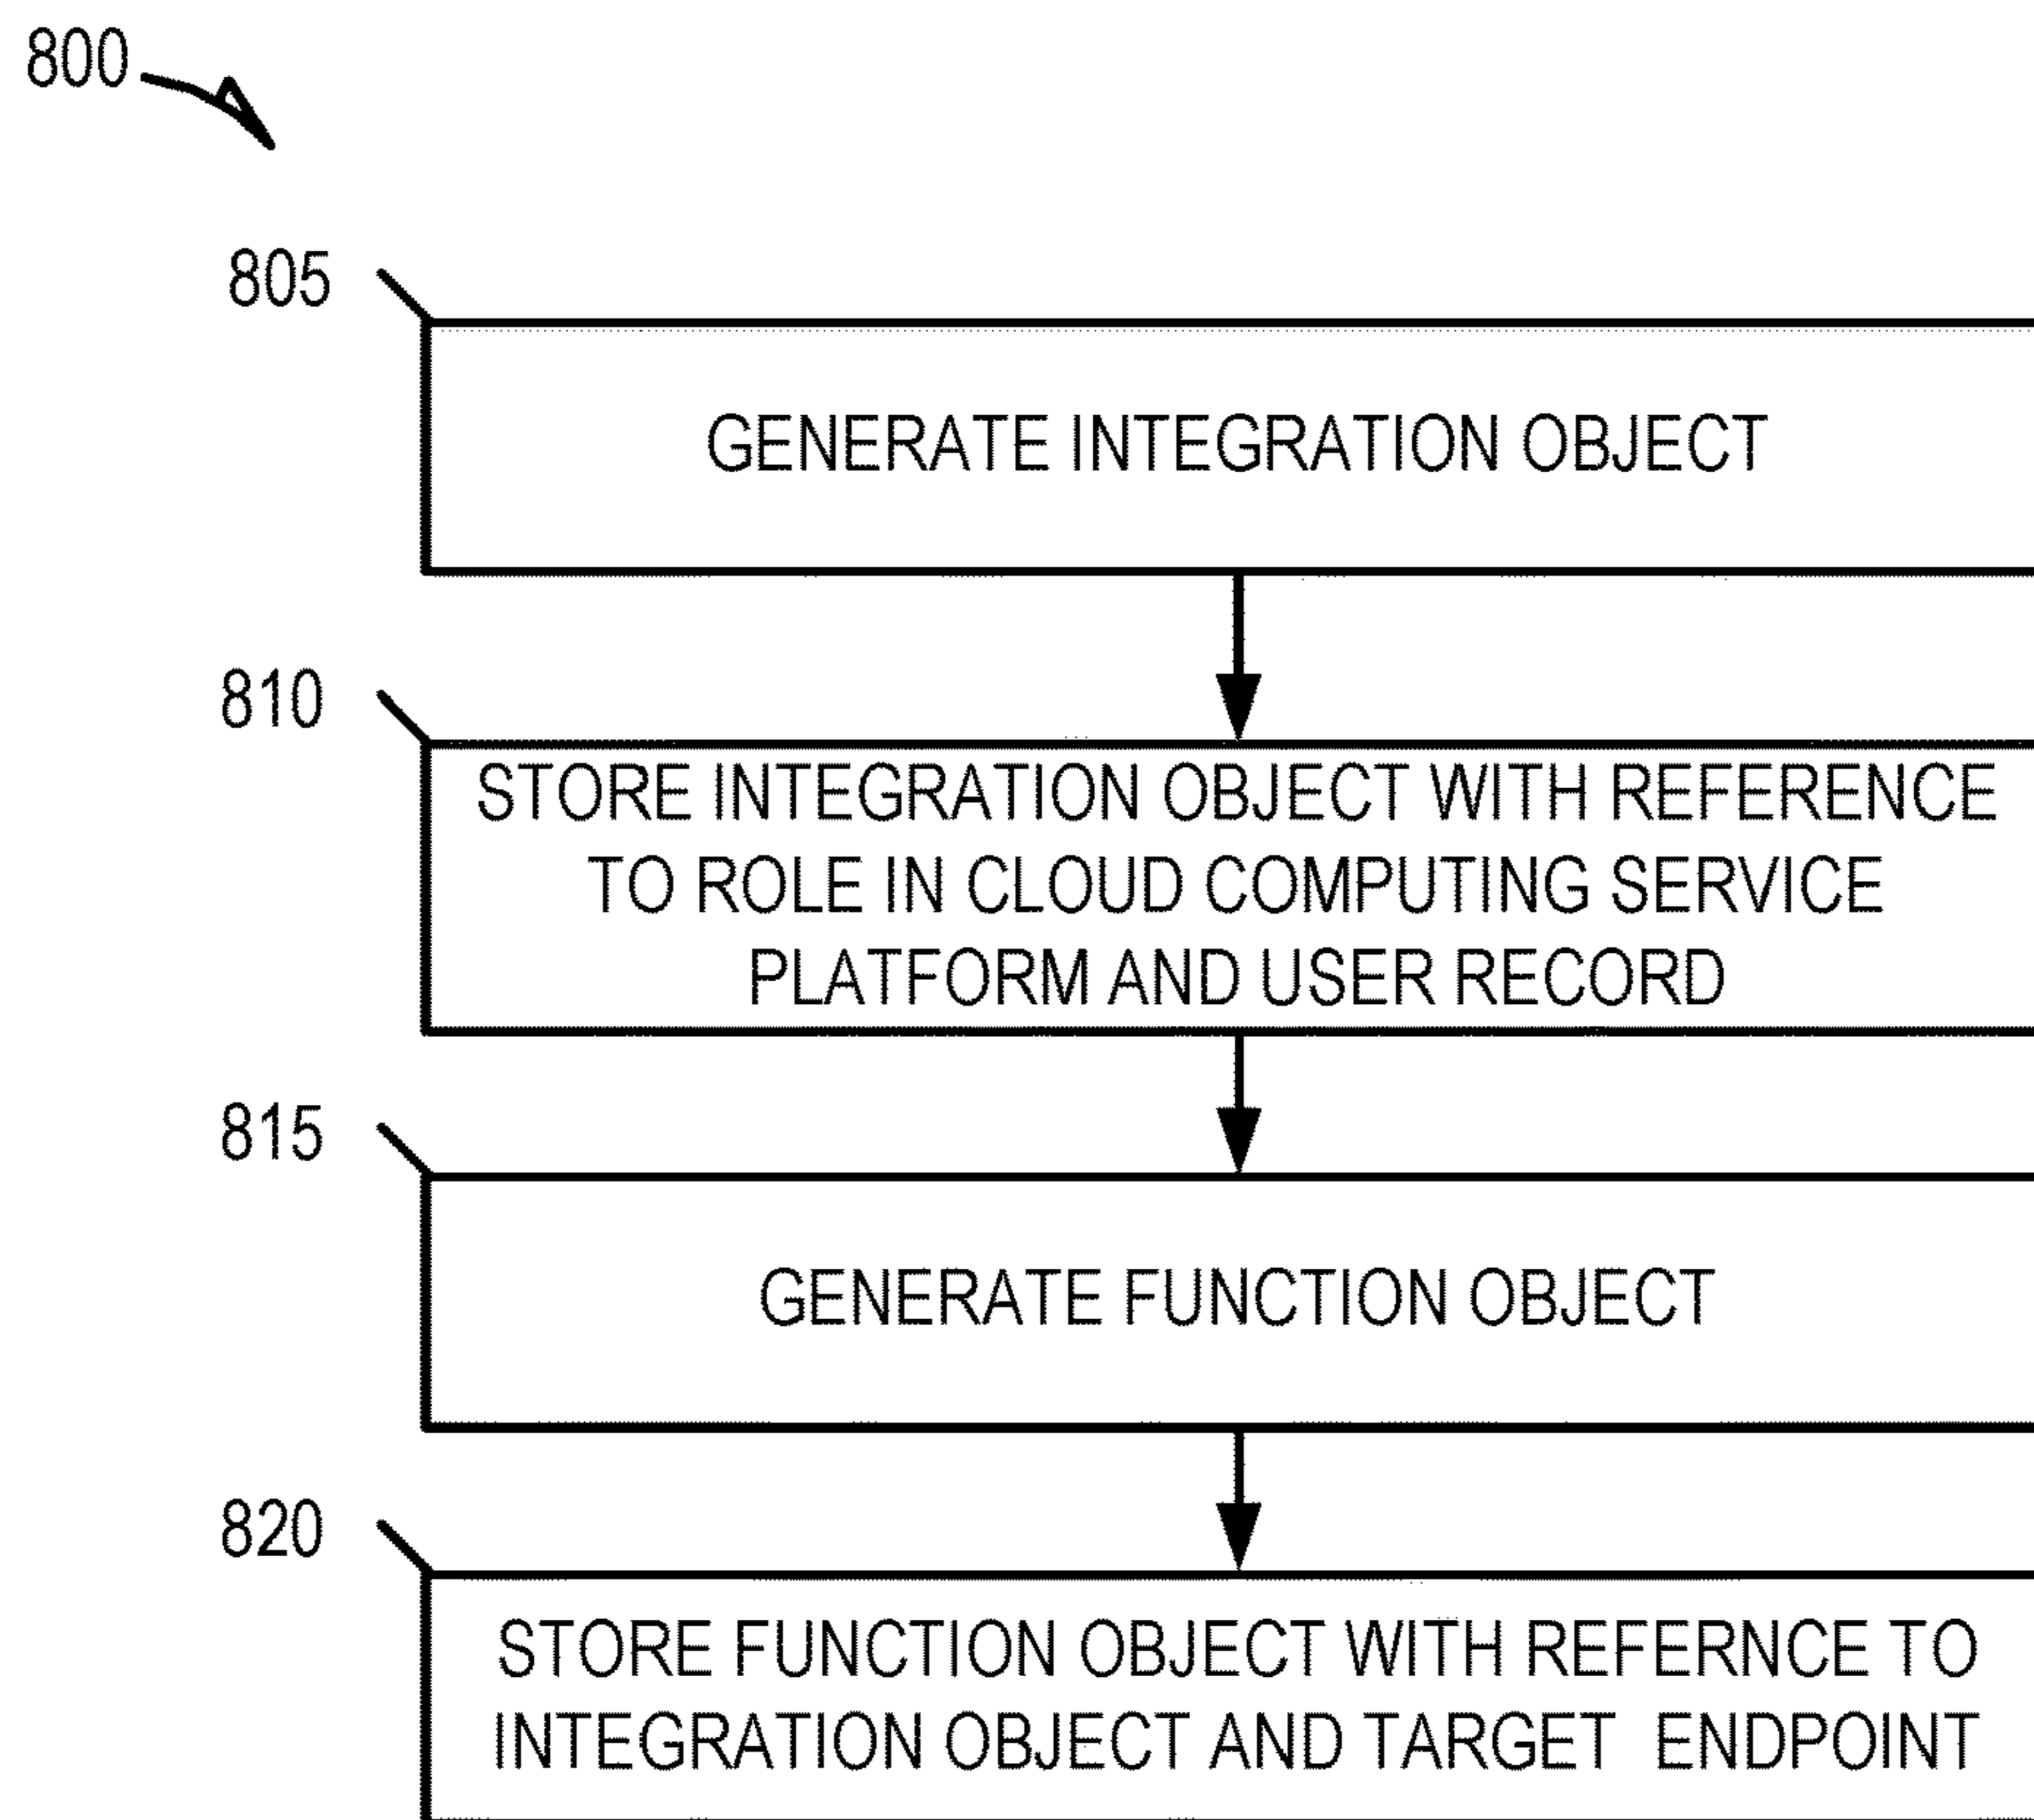 800
805
GENERATE INTEGRATION OBJECT
810
STORE INTEGRATION OBJECT WITH REFERENCE
TO ROLE IN CLOUD COMPUTING SERVICE
PLATFORM AND USER RECORD
815
GENERATE FUNCTION OBJECT
820
STORE FUNCTION OBJECT WITH REFERNCE TO
INTEGRATION OBJECT AND TARGET ENDPOINT